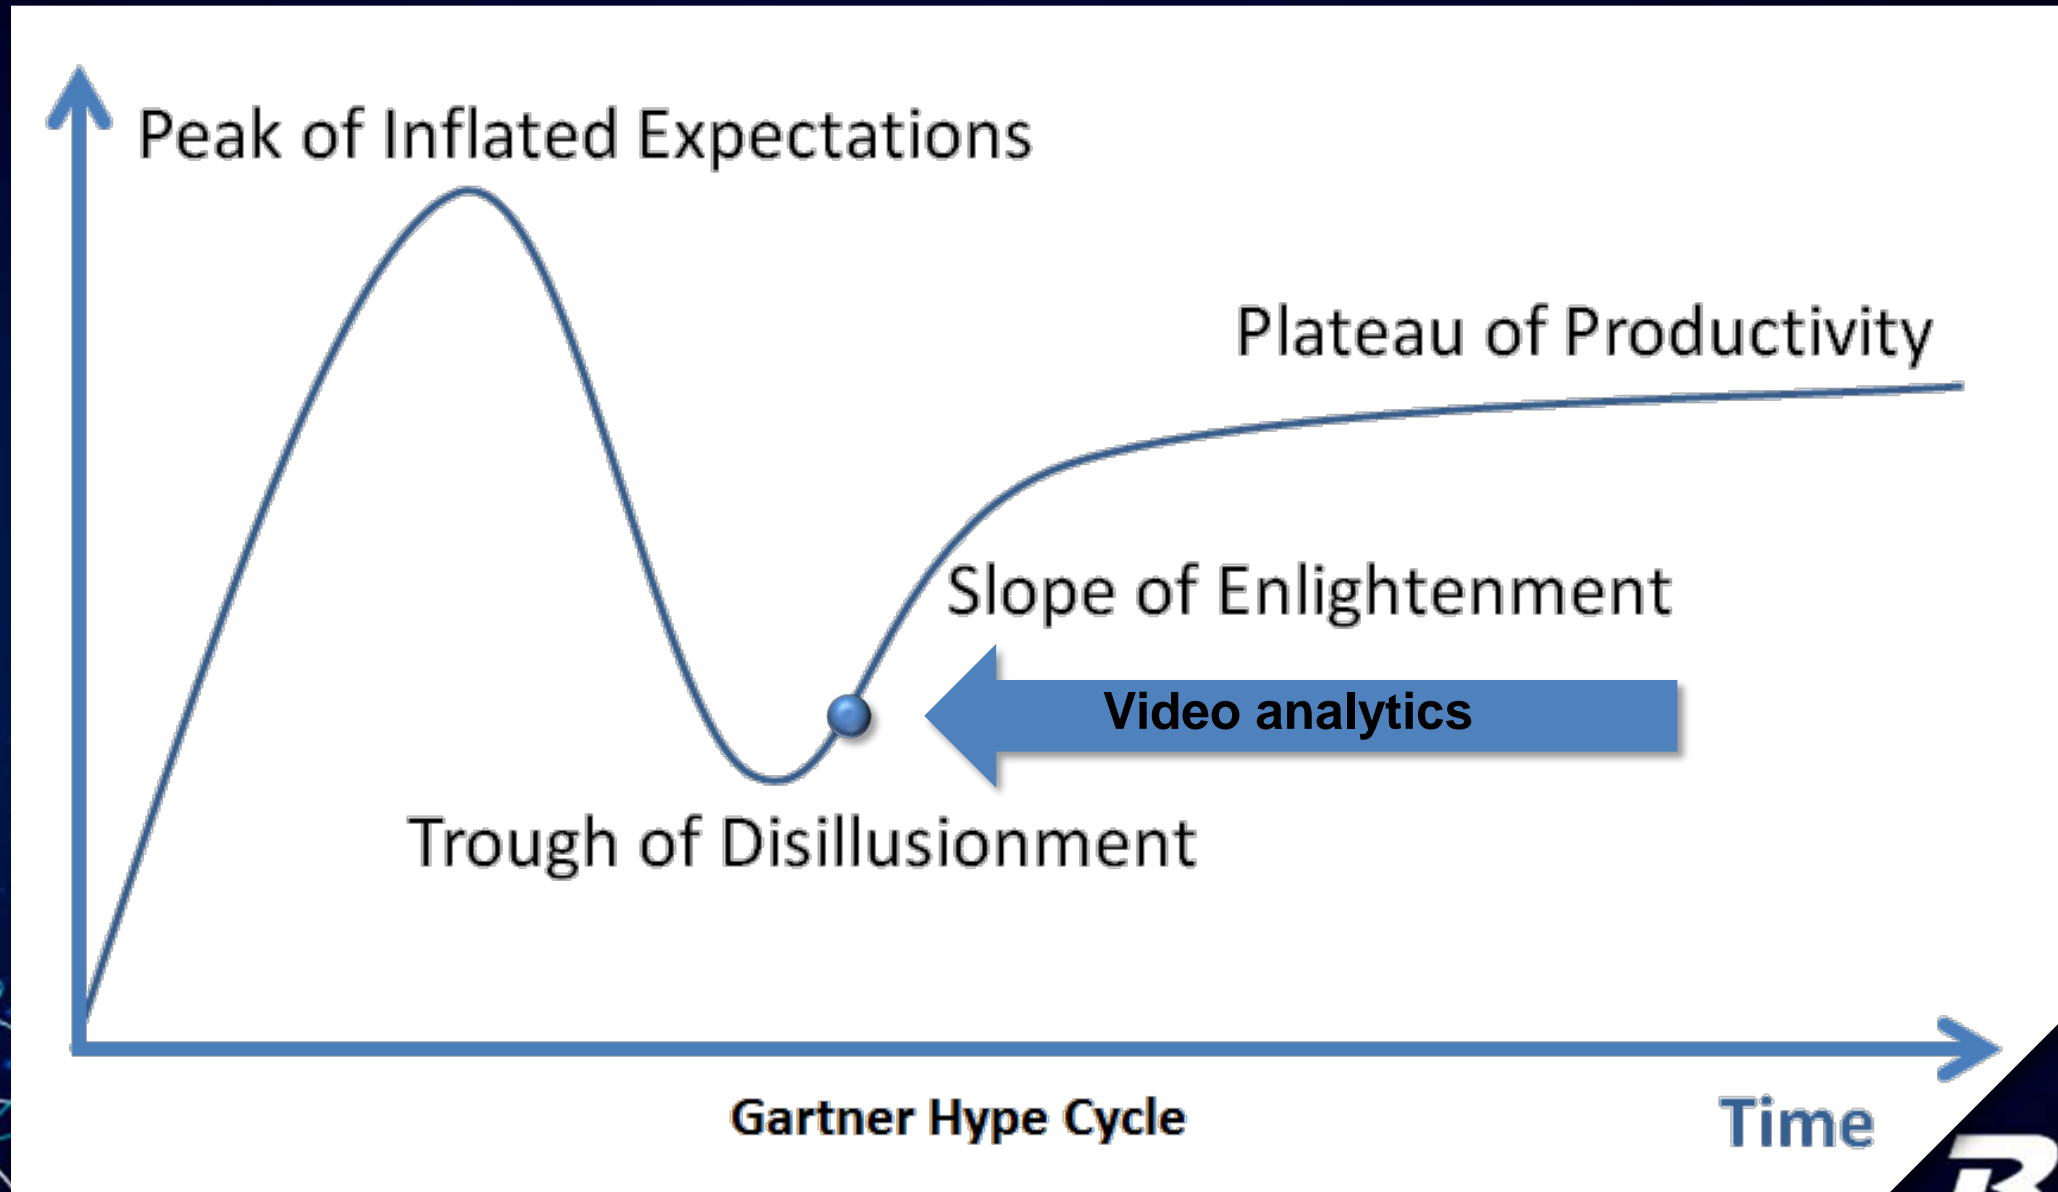 Peak of Inflated Expectations
Plateau of Productivity
Slope of Enlightenment
Video analytics
Trough of Disillusionment
Gartner Hype Cycle
Time